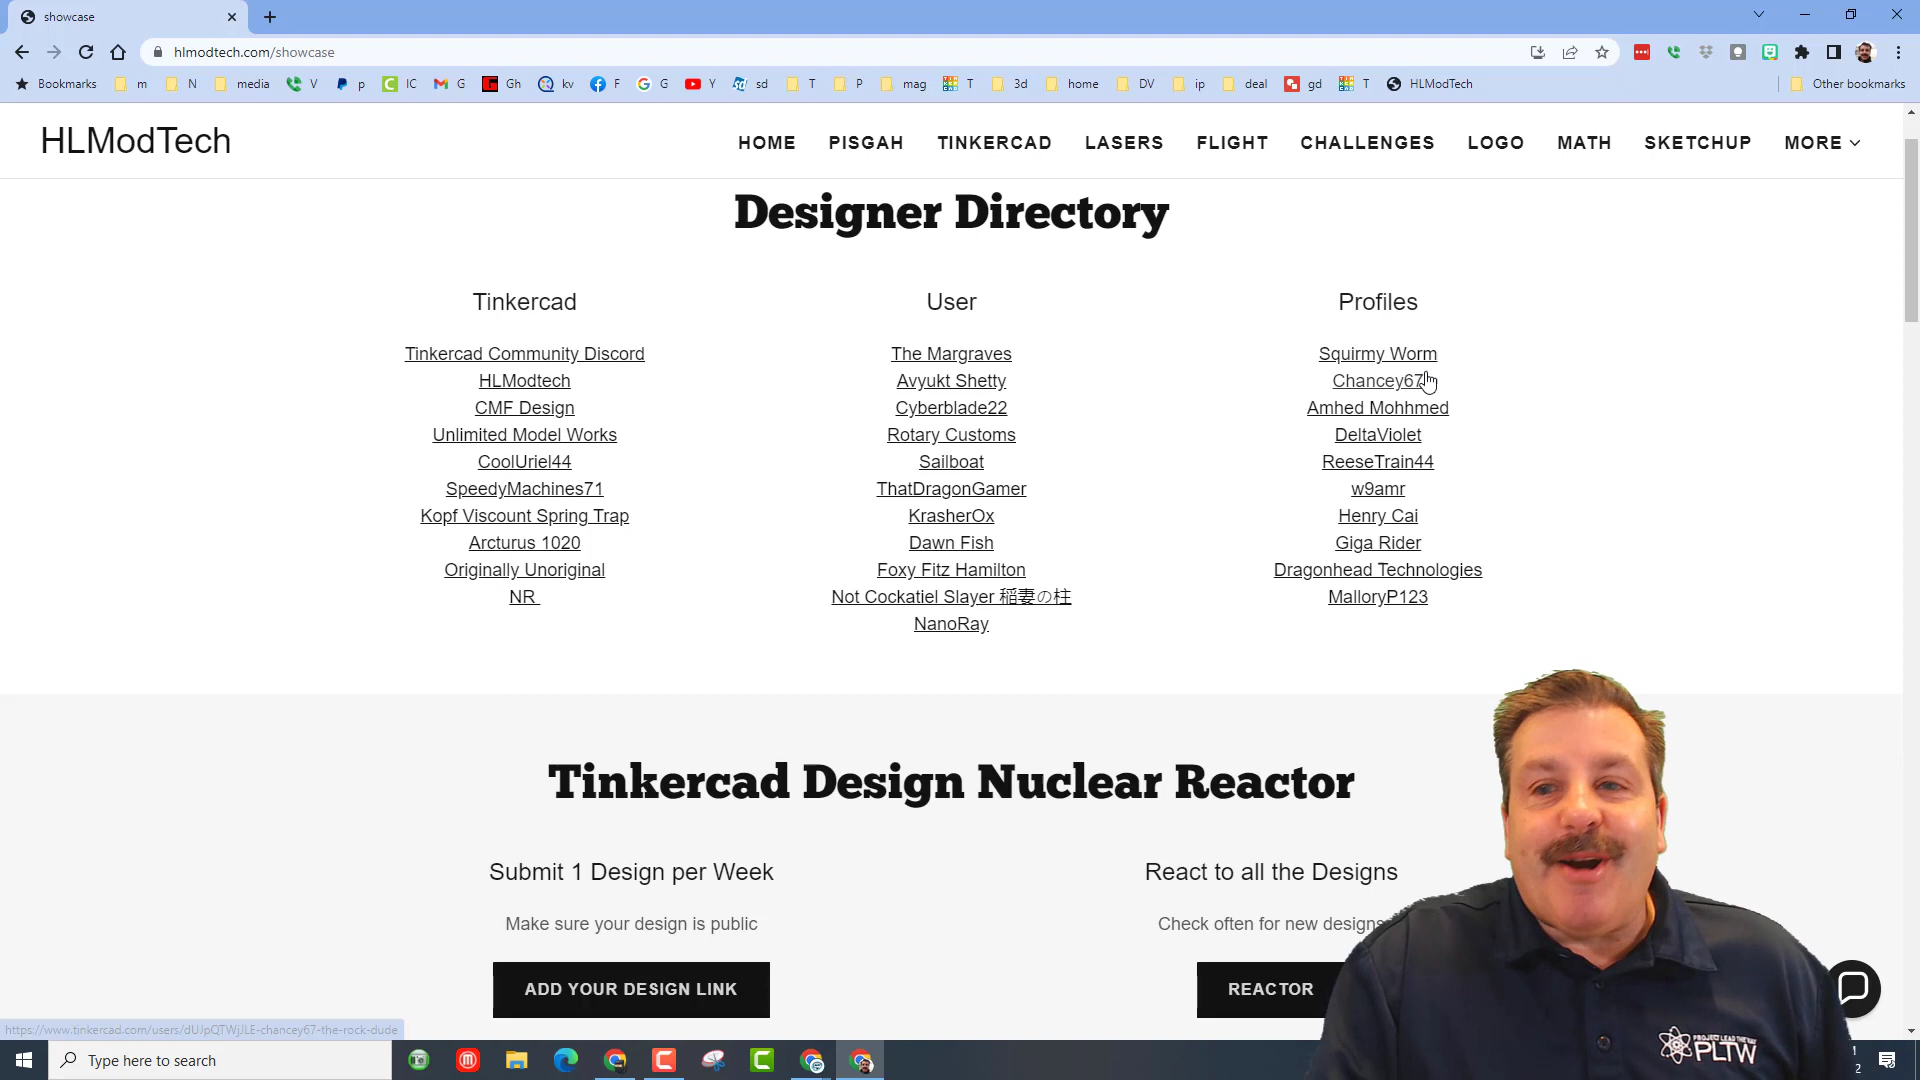 showcase
hlmodtech.com/showcase
Bookmarks m N media V p IC G Gh kv F G Y sd T P mag T 3d home DV ip deal gd T HLModTech Other bookmarks
HLModTech
HOME PISGAH TINKERCAD LASERS FLIGHT CHALLENGES LOGO MATH SKETCHUP MORE
Designer Directory
Tinkercad
Tinkercad Community Discord
HLModtech
CMF Design
Unlimited Model Works
CoolUriel44
SpeedyMachines71
Kopf Viscount Spring Trap
Arcturus 1020
Originally Unoriginal
NR
User
The Margraves
Avyukt Shetty
Cyberblade22
Rotary Customs
Sailboat
ThatDragonGamer
KrasherOx
Dawn Fish
Foxy Fitz Hamilton
Not Cockatiel Slayer 稲妻の柱
NanoRay
Profiles
Squirmy Worm
Chancey67
Amhed Mohhmed
DeltaViolet
ReeseTrain44
w9amr
Henry Cai
Giga Rider
Dragonhead Technologies
MalloryP123
Tinkercad Design Nuclear Reactor
Submit 1 Design per Week
Make sure your design is public
ADD YOUR DESIGN LINK
React to all the Designs
Check often for new designs
REACTOR
https://www.tinkercad.com/users/dUJpQTWjJLE-chancey67-the-rock-dude
Type here to search
PROJECT LEAD THE WAY
PLTW
1
2